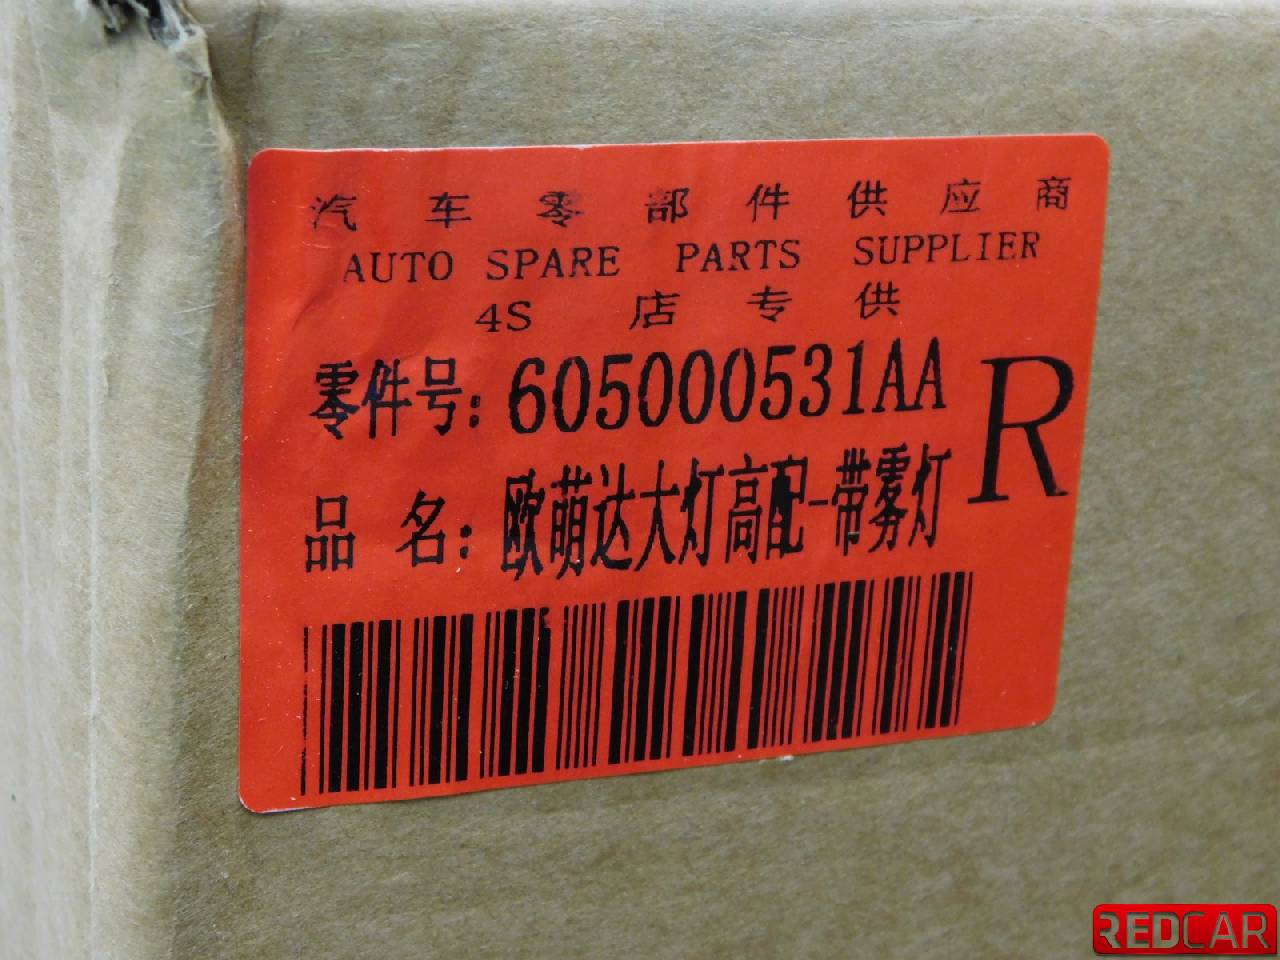 汽车零部件供应商
AUTO SPARE PARTS SUPPLIER
4S 店专供
零件号: 605000531AA
R
品 名: 欧萌达大灯高配-带雾灯
REDCAR